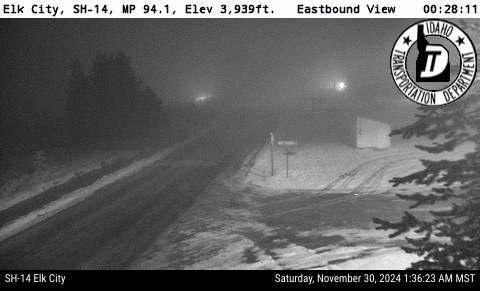 Elk City, SH-14, MP 94.1, Elev 3,939ft. Eastbound View 00:28:11
IDAHO
TRANSPORTATION DEPARTMENT
SH-14 Elk City Saturday, November 30, 2024 1:36:23 AM MST